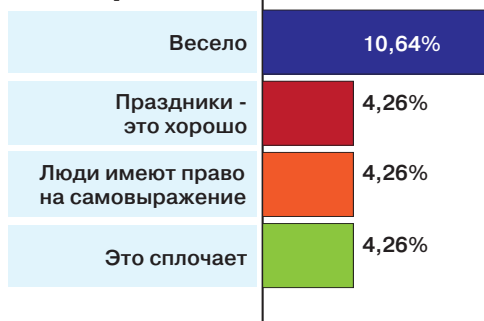 Весело
10,64%
Праздники -
это хорошо
4,26%
Люди имеют право
на самовыражение
4,26%
Это сплочает
4,26%